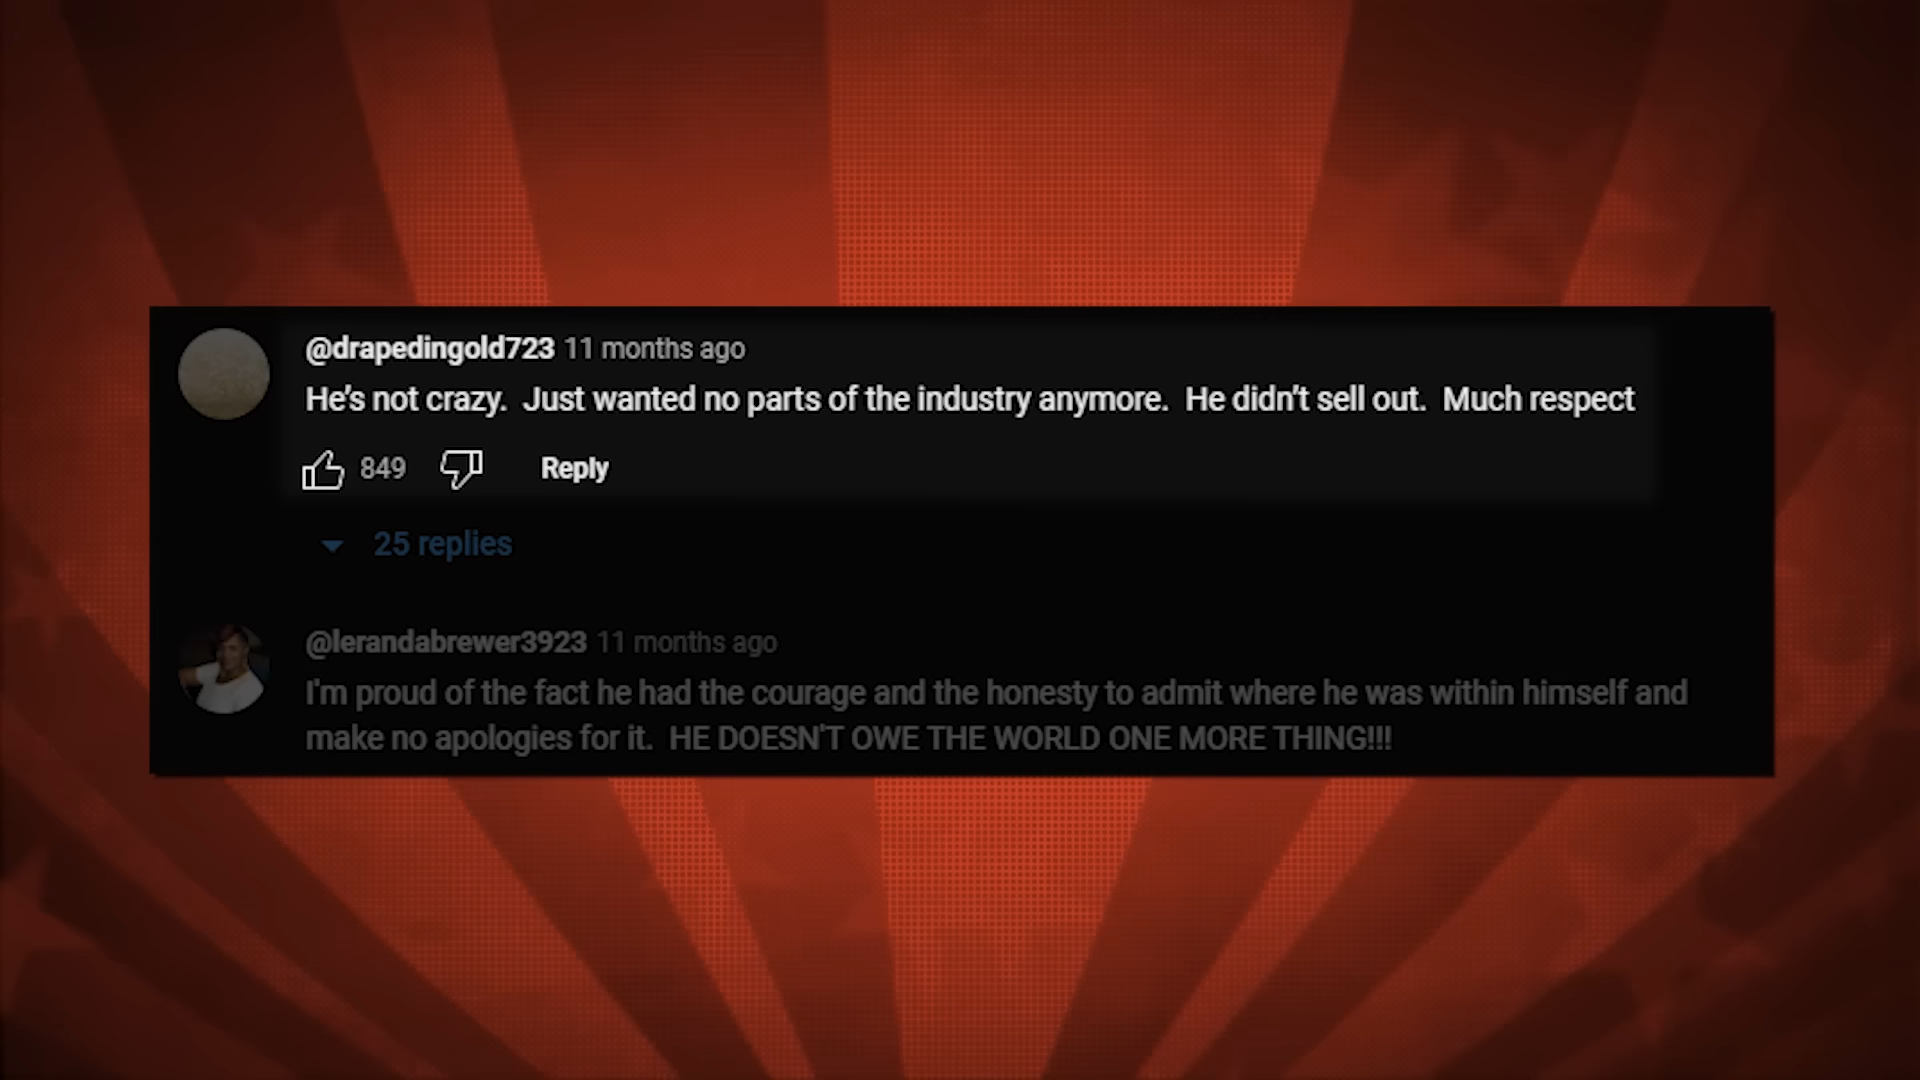 @drapedingold723 11 months ago
He's not crazy.  Just wanted no parts of the industry anymore.  He didn't sell out.  Much respect
849 Reply
25 replies
@lerandabrewer3923 11 months ago
I'm proud of the fact he had the courage and the honesty to admit where he was within himself and
make no apologies for it.  HE DOESN'T OWE THE WORLD ONE MORE THING!!!